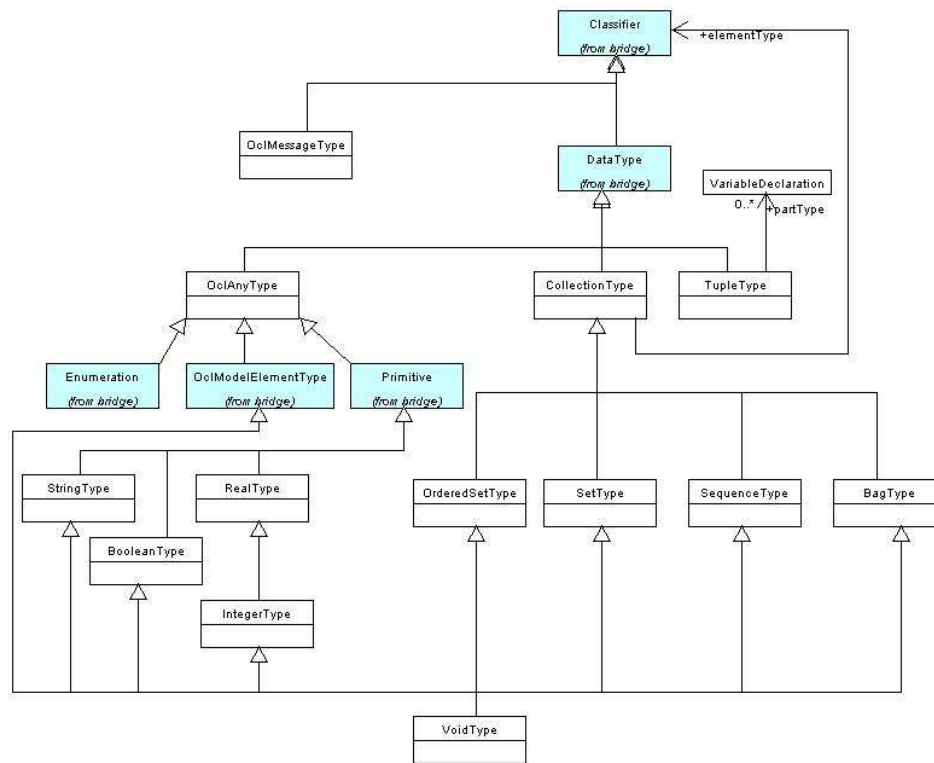 Classifier
(from bridge)
+elementType
OclMessageType
DataType
(from bridge)
VariableDeclaration
0..*
+partType
OclAnyType
CollectionType
TupleType
Enumeration
(from bridge)
OclModelElementType
(from bridge)
Primitive
(from bridge)
StringType
RealType
OrderedSetType
SetType
SequenceType
BagType
BooleanType
IntegerType
VoidType